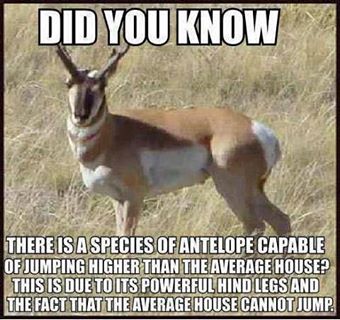 DID YOU KNOW
THERE IS A SPECIES OF ANTELOPE CAPABLE
OF JUMPING HIGHER THAN THE AVERAGE HOUSE?
THIS IS DUE TO ITS POWERFUL HIND LEGS AND
THE FACT THAT THE AVERAGE HOUSE CANNOT JUMP.